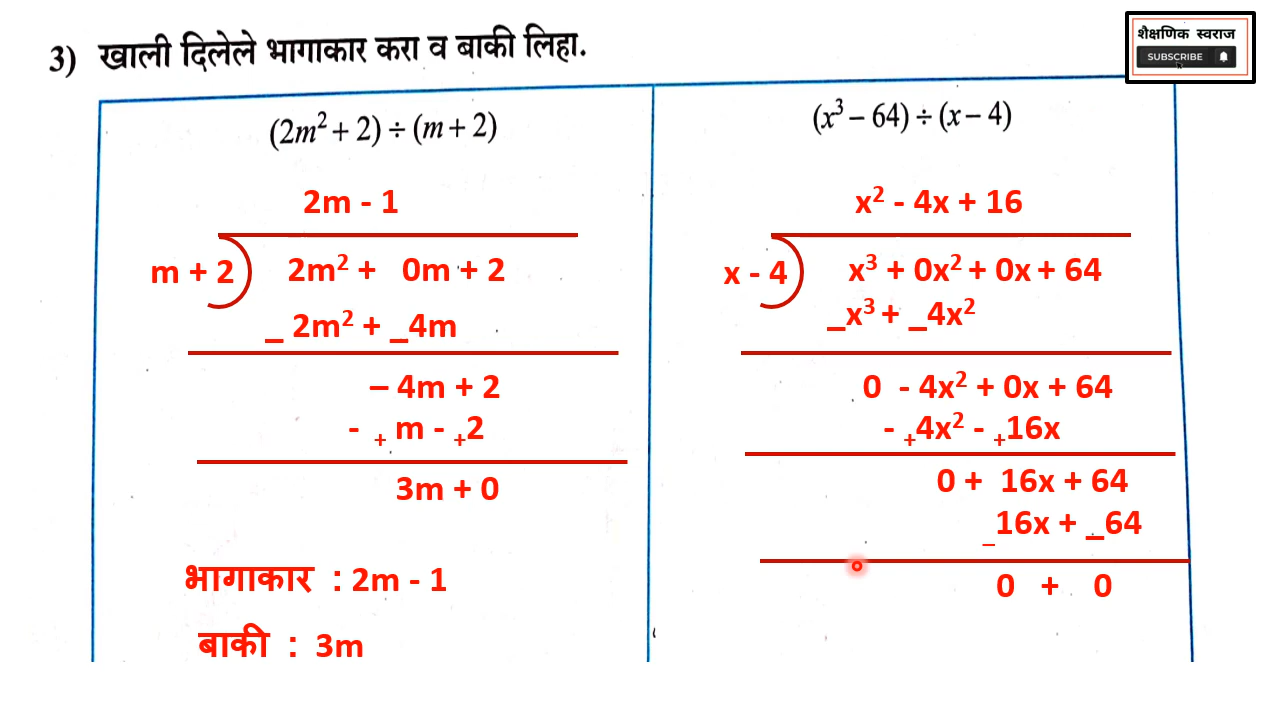 3) खाली दिलेले भागाकार करा व बाकी लिहा.
शैक्षणिक स्वराज
SUBSCRIBE
(2m² + 2) ÷ (m + 2)
2m - 1
m + 2 2m² + 0m + 2
_ 2m² + _4m
– 4m + 2
- + m - +2
3m + 0
भागाकार : 2m - 1
बाकी : 3m
(x³ – 64) ÷ (x – 4)
x² - 4x + 16
x - 4 x³ + 0x² + 0x + 64
_x³ + _4x²
0 - 4x² + 0x + 64
- +4x² - +16x
0 + 16x + 64
_16x + _64
0 + 0